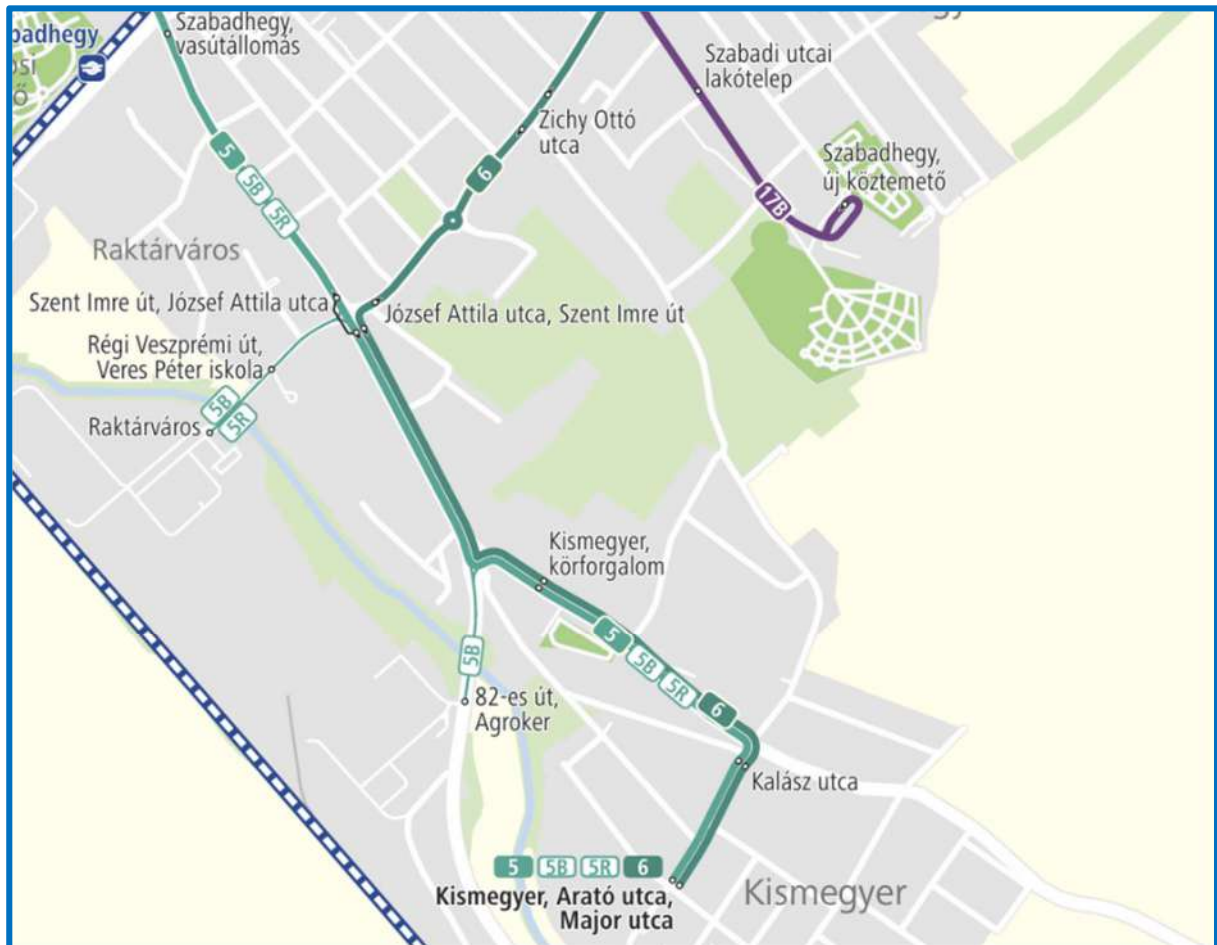 badhegy
Szabadhegy,
vasútállomás
Szabadi utcai
lakótelep
Zichy Ottó
utca
5
5B
5R
6
Szabadhegy,
új köztemető
17B
Raktárváros
Szent Imre út, József Attila utca
József Attila utca, Szent Imre út
Régi Veszprémi út,
Veres Péter iskola
5B
5R
Raktárváros
Kismegyer,
körforgalom
5
5B
5R
6
5B
82-es út,
Agroker
Kalász utca
5 5B 5R 6
Kismegyer, Arató utca,
Major utca
Kismegyer